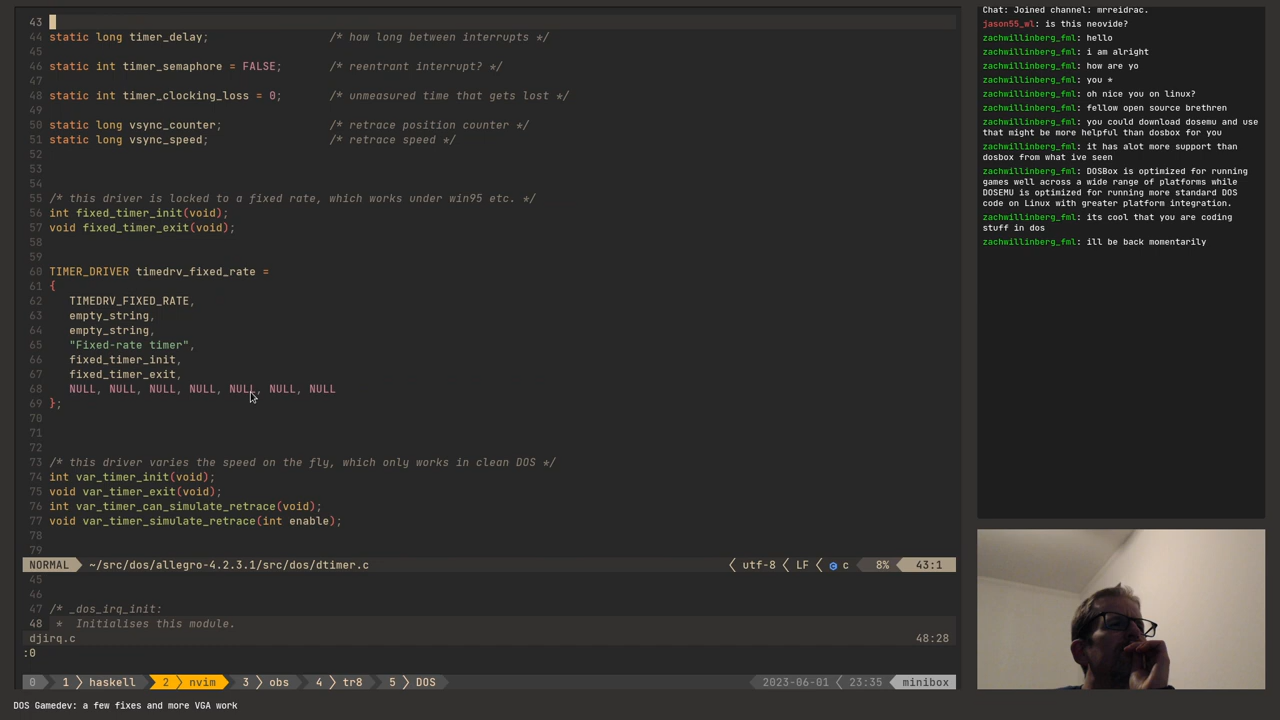 43
44 static long timer_delay; /* how long between interrupts */
45
46 static int timer_semaphore = FALSE; /* reentrant interrupt? */
47
48 static int timer_clocking_loss = 0; /* unmeasured time that gets lost */
49
50 static long vsync_counter; /* retrace position counter */
51 static long vsync_speed; /* retrace speed */
52
53
54
55 /* this driver is locked to a fixed rate, which works under win95 etc. */
56 int fixed_timer_init(void);
57 void fixed_timer_exit(void);
58
59
60 TIMER_DRIVER timedrv_fixed_rate =
61 {
62 TIMEDRV_FIXED_RATE,
63 empty_string,
64 empty_string,
65 "Fixed-rate timer",
66 fixed_timer_init,
67 fixed_timer_exit,
68 NULL, NULL, NULL, NULL, NULL, NULL, NULL
69 };
70
71
72
73 /* this driver varies the speed on the fly, which only works in clean DOS */
74 int var_timer_init(void);
75 void var_timer_exit(void);
76 int var_timer_can_simulate_retrace(void);
77 void var_timer_simulate_retrace(int enable);
78
79
NORMAL ~/src/dos/allegro-4.2.3.1/src/dos/dtimer.c utf-8 LF c 8% 43:1
45
46
47 /* _dos_irq_init:
48 * Initialises this module.
djirq.c 48:28
:0
0 1 haskell 2 nvim 3 obs 4 tr8 5 DOS 2023-06-01 23:35 minibox
DOS Gamedev: a few fixes and more VGA work
Chat: Joined channel: mrreidrac.
jason55_wl: is this neovide?
zachwillinberg_fml: hello
zachwillinberg_fml: i am alright
zachwillinberg_fml: how are yo
zachwillinberg_fml: you *
zachwillinberg_fml: oh nice you on linux?
zachwillinberg_fml: fellow open source brethren
zachwillinberg_fml: you could download dosemu and use
that might be more helpful than dosbox for you
zachwillinberg_fml: it has alot more support than
dosbox from what ive seen
zachwillinberg_fml: DOSBox is optimized for running
games well across a wide range of platforms while
DOSEMU is optimized for running more standard DOS
code on Linux with greater platform integration.
zachwillinberg_fml: its cool that you are coding
stuff in dos
zachwillinberg_fml: ill be back momentarily